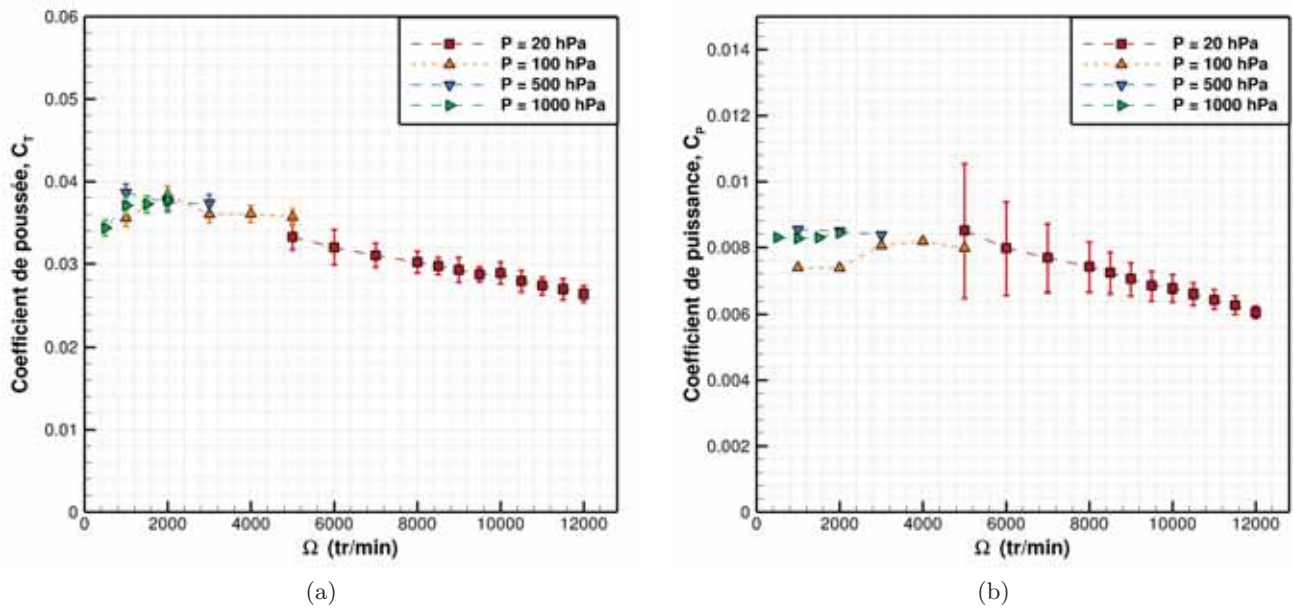 0.06
0.05
0.04
0.03
0.02
0.01
0
Coefficient de poussée, C_T
P = 20 hPa
P = 100 hPa
P = 500 hPa
P = 1000 hPa
0 2000 4000 6000 8000 10000 12000
Ω (tr/min)
(a)
0.014
0.012
0.01
0.008
0.006
0.004
0.002
0
Coefficient de puissance, C_P
P = 20 hPa
P = 100 hPa
P = 500 hPa
P = 1000 hPa
0 2000 4000 6000 8000 10000 12000
Ω (tr/min)
(b)